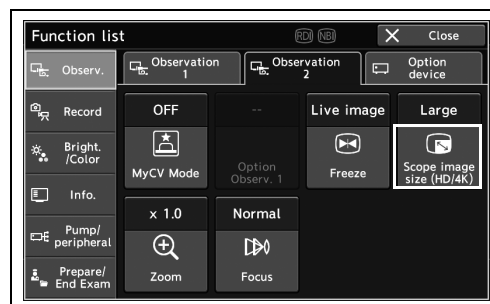 Function list
RDI NBI
X Close
Observ.
Observation 1
Observation 2
Option device
Record
Bright. /Color
Info.
Pump/ peripheral
Prepare/ End Exam
OFF
MyCV Mode
--
Option Observ. 1
Live image
Freeze
Large
Scope image size (HD/4K)
x 1.0
Zoom
Normal
Focus